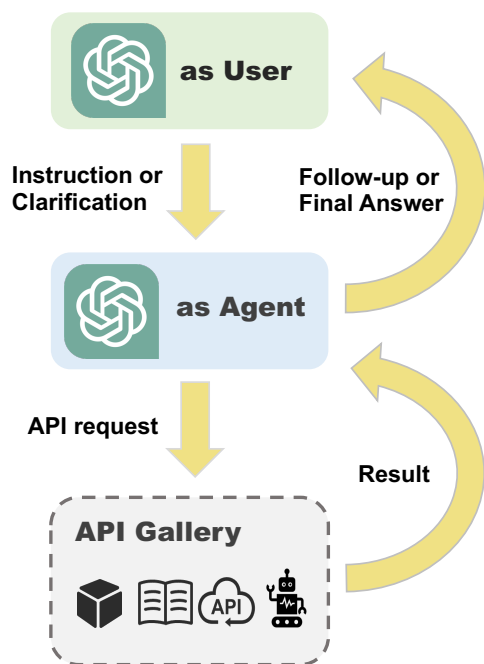 as User
Instruction or
Clarification
Follow-up or
Final Answer
as Agent
API request
Result
API Gallery
API